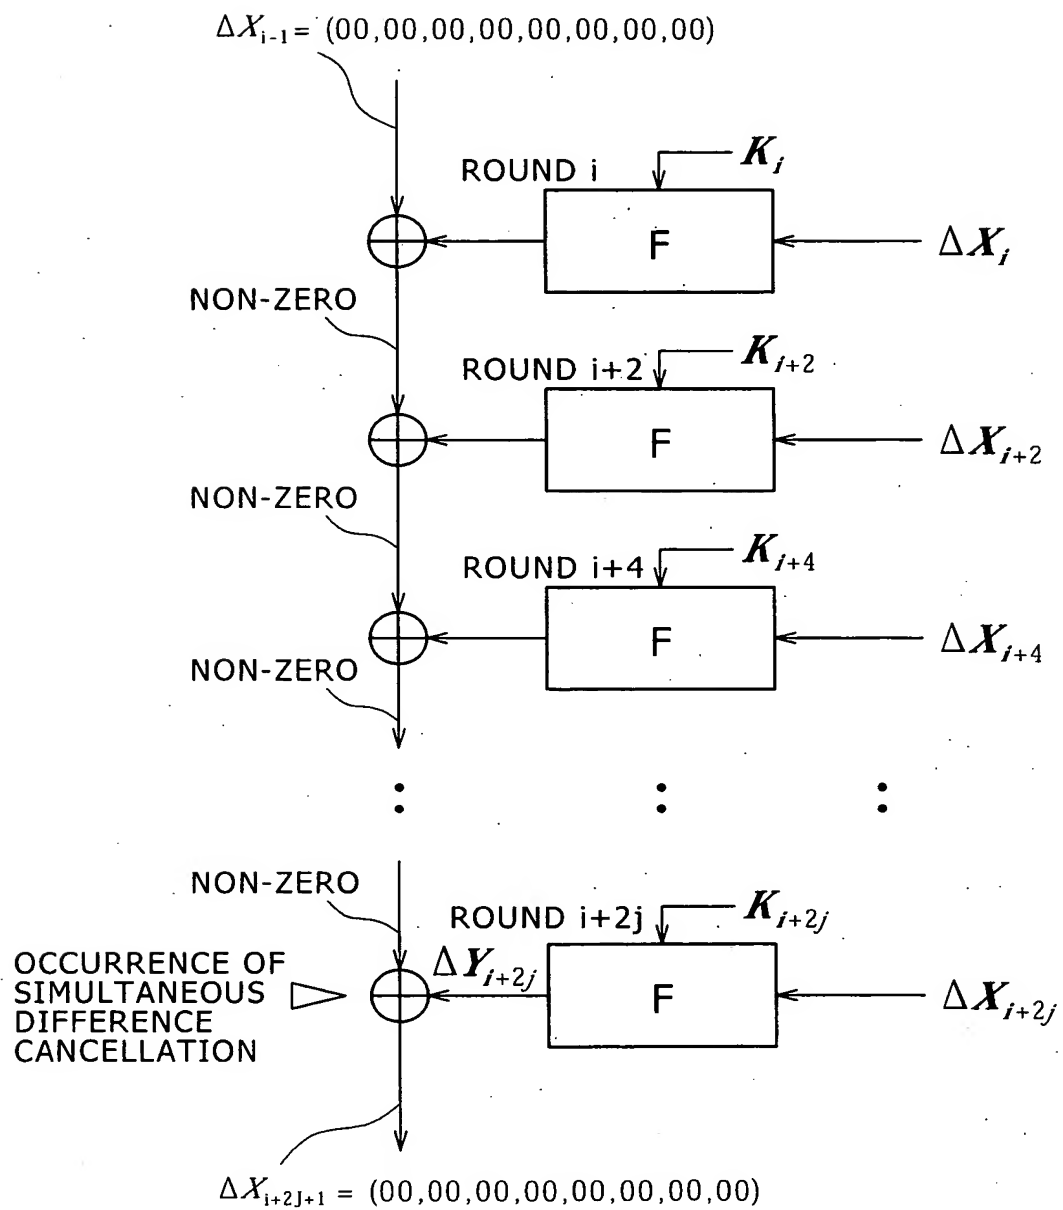 ΔX_{i-1} = (00,00,00,00,00,00,00,00)
K_i
ROUND i
F
ΔX_i
NON-ZERO
K_{i+2}
ROUND i+2
F
ΔX_{i+2}
NON-ZERO
K_{i+4}
ROUND i+4
F
ΔX_{i+4}
NON-ZERO
NON-ZERO
K_{i+2j}
ROUND i+2j
OCCURRENCE OF
SIMULTANEOUS
DIFFERENCE
CANCELLATION
ΔY_{i+2j}
F
ΔX_{i+2j}
ΔX_{i+2J+1} = (00,00,00,00,00,00,00,00)